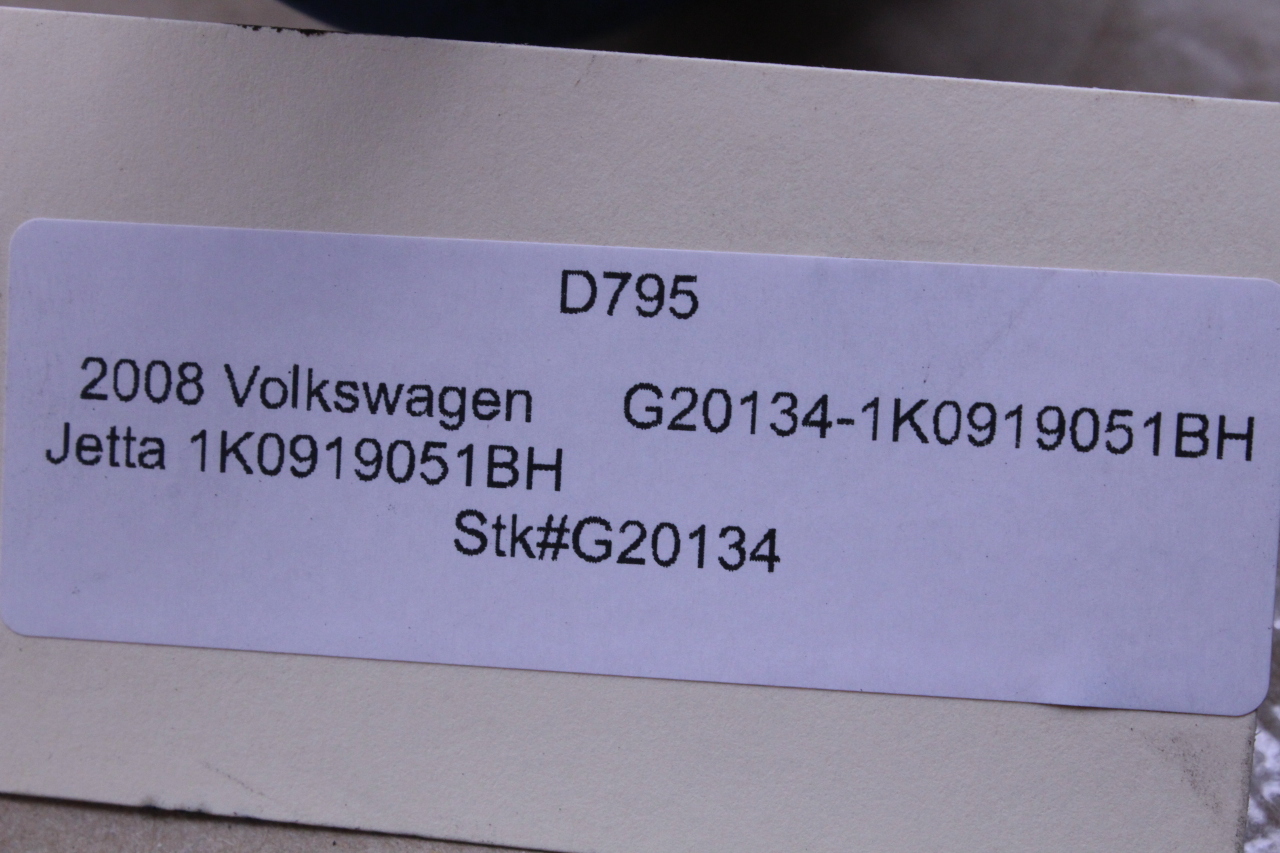 D795
2008 Volkswagen G20134-1K0919051BH
Jetta 1K0919051BH
Stk#G20134